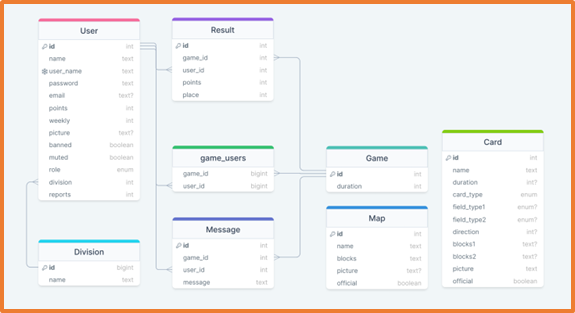 User
id int
name text
user_name text
password text
email text?
points int
weekly int
picture text?
banned boolean
muted boolean
role enum
division int
reports int
Division
id bigint
name text
Result
id int
game_id int
user_id int
points int
place int
game_users
game_id bigint
user_id bigint
Message
id int
game_id int
user_id int
message text
Game
id int
duration int
Map
id int
name text
blocks text
picture text?
official boolean
Card
id int
name text
duration int?
card_type enum
field_type1 enum?
field_type2 enum?
direction int?
blocks1 text?
blocks2 text?
picture text
official boolean